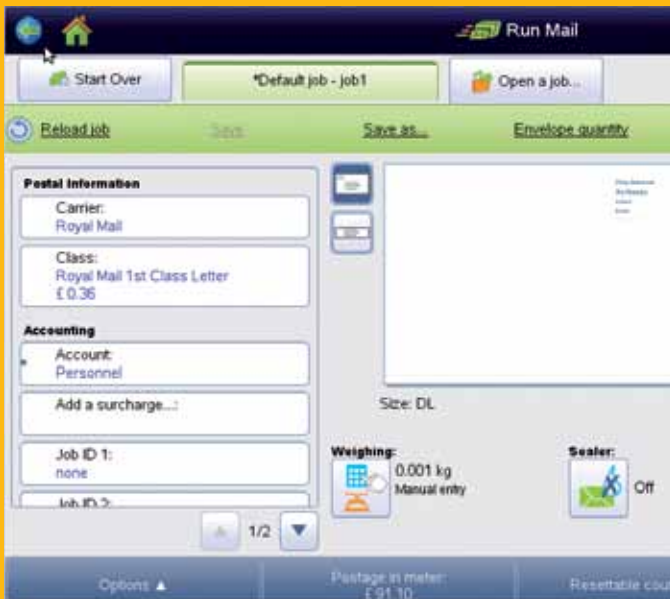 Run Mail
Start Over
*Default job - job1
Open a job...
Reload job
Save
Save as...
Envelope quantity
Postal Information
Carrier:
Royal Mail
Class:
Royal Mail 1st Class Letter
£ 0.36
Accounting
Account:
Personnel
Add a surcharge...:
Job ID 1:
none
Job ID 2:
1/2
Size: DL
Weighing:
0.001 kg
Manual entry
Sealer:
Off
Options ▲
Postage in meter:
£ 91.10
Resettable cou